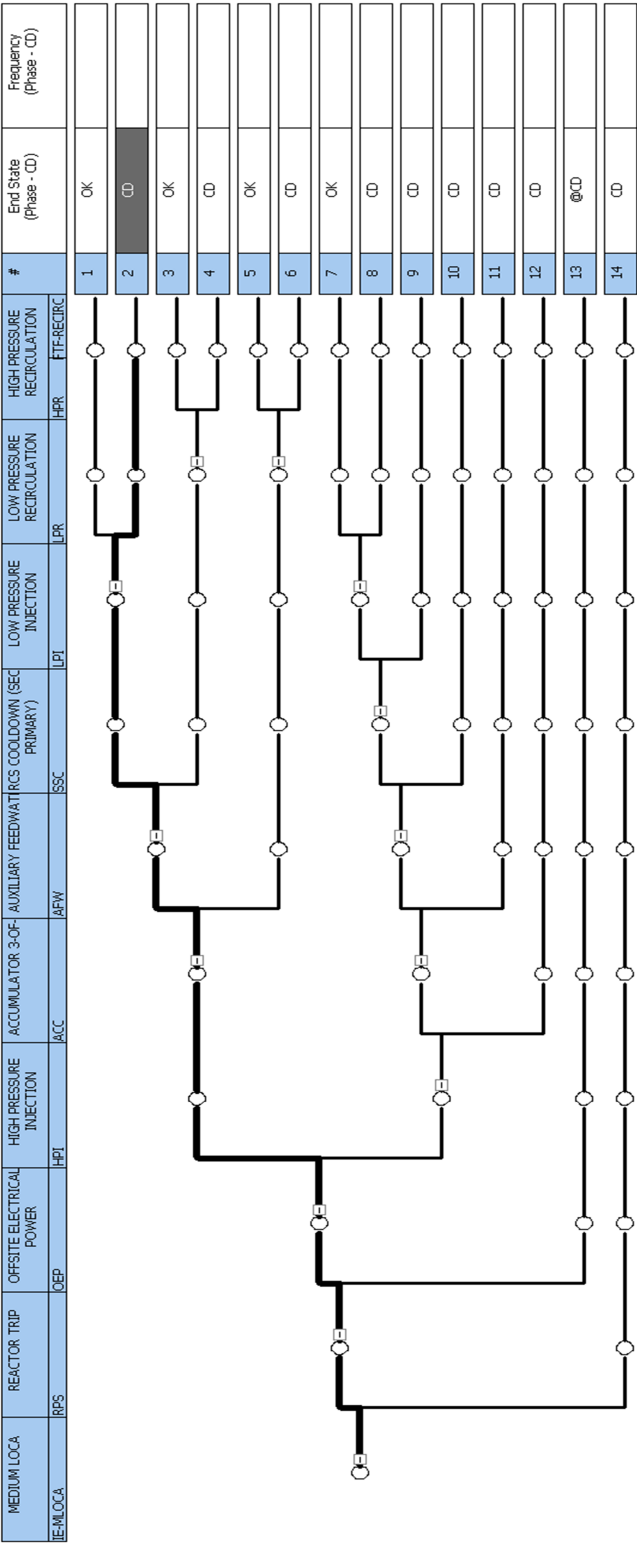 MEDIUM LOCA
REACTOR TRIP
OFFSITE ELECTRICAL
POWER
HIGH PRESSURE
INJECTION
ACCUMULATOR 3-OF-
AUXILIARY FEEDWATI
RCS COOLDOWN (SEC
PRIMARY)
LOW PRESSURE
INJECTION
LOW PRESSURE
RECIRCULATION
HIGH PRESSURE
RECIRCULATION
#
End State
(Phase - CD)
Frequency
(Phase - CD)
IE-MLOCA
RPS
OEP
HPI
ACC
AFW
SSC
LPI
LPR
HPR
FTF-RECIRC
1 OK
2 CD
3 OK
4 CD
5 OK
6 CD
7 OK
8 CD
9 CD
10 CD
11 CD
12 CD
13 @CD
14 CD